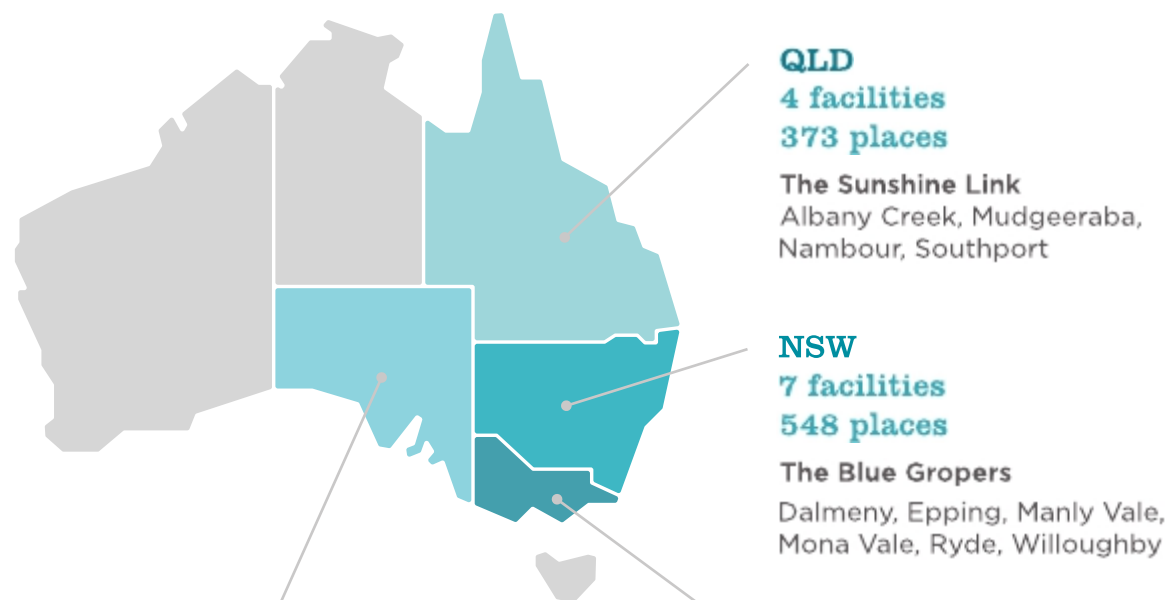 QLD
4 facilities
373 places
The Sunshine Link
Albany Creek, Mudgeeraba,
Nambour, Southport
NSW
7 facilities
548 places
The Blue Gropers
Dalmeny, Epping, Manly Vale,
Mona Vale, Ryde, Willoughby